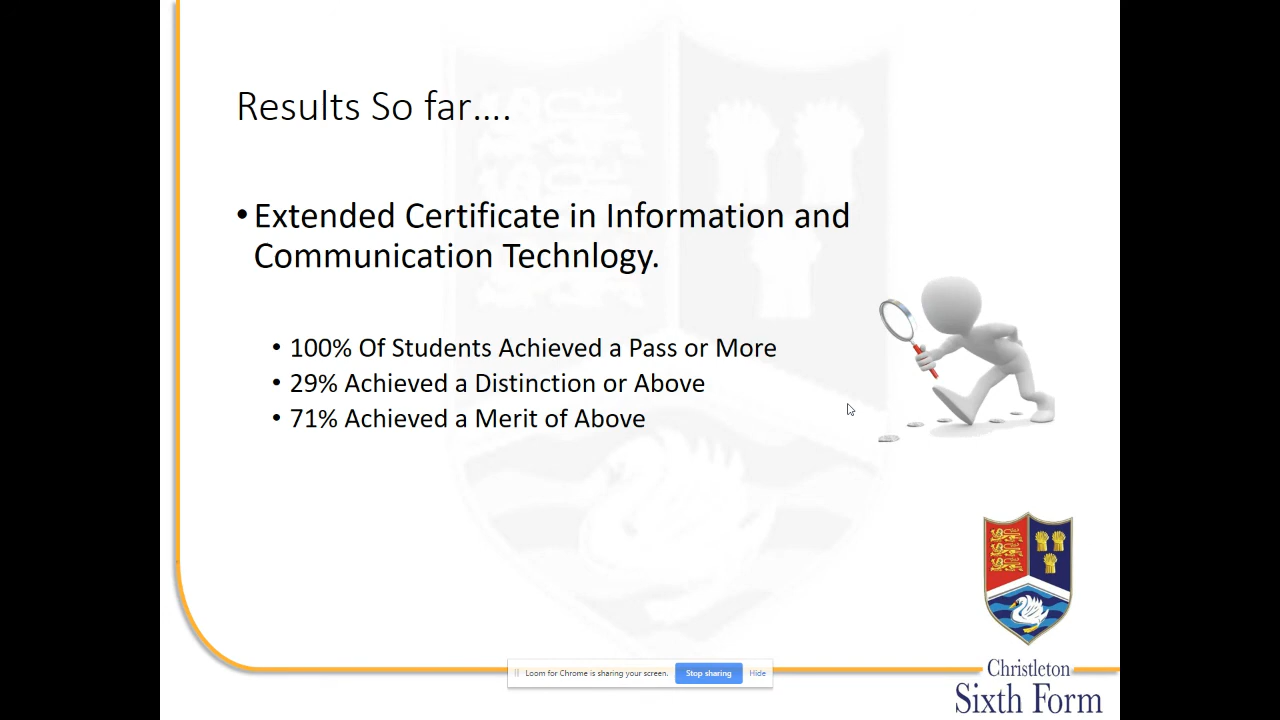 Results So far....
• Extended Certificate in Information and
Communication Technlogy.
• 100% Of Students Achieved a Pass or More
• 29% Achieved a Distinction or Above
• 71% Achieved a Merit of Above
Christleton
Sixth Form
Loom for Chrome is sharing your screen. Stop sharing Hide